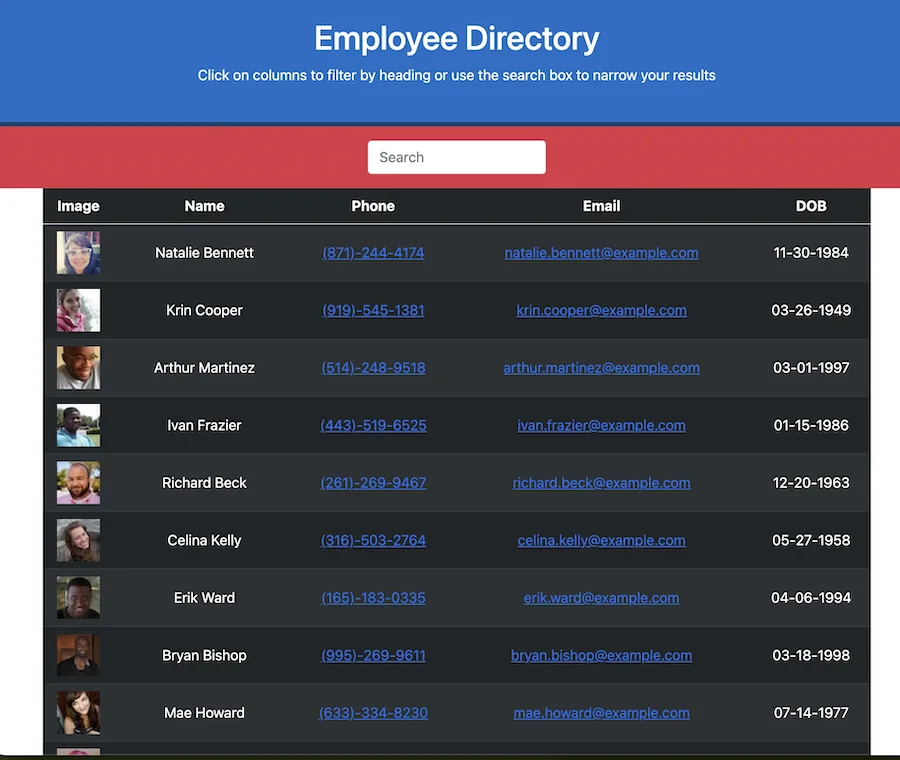 Employee Directory
Click on columns to filter by heading or use the search box to narrow your results
Search
Image Name Phone Email DOB
Natalie Bennett (871)-244-4174 natalie.bennett@example.com 11-30-1984
Krin Cooper (919)-545-1381 krin.cooper@example.com 03-26-1949
Arthur Martinez (514)-248-9518 arthur.martinez@example.com 03-01-1997
Ivan Frazier (443)-519-6525 ivan.frazier@example.com 01-15-1986
Richard Beck (261)-269-9467 richard.beck@example.com 12-20-1963
Celina Kelly (316)-503-2764 celina.kelly@example.com 05-27-1958
Erik Ward (165)-183-0335 erik.ward@example.com 04-06-1994
Bryan Bishop (995)-269-9611 bryan.bishop@example.com 03-18-1998
Mae Howard (633)-334-8230 mae.howard@example.com 07-14-1977